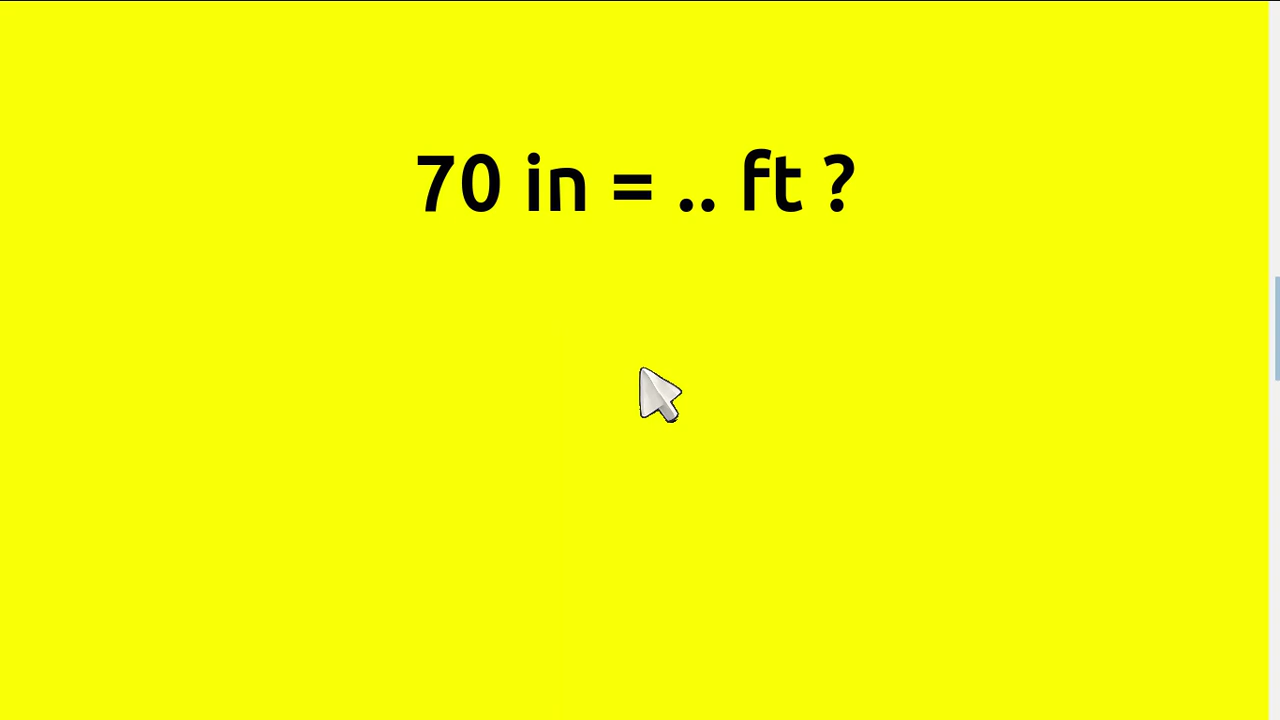 70 in = .. ft ?